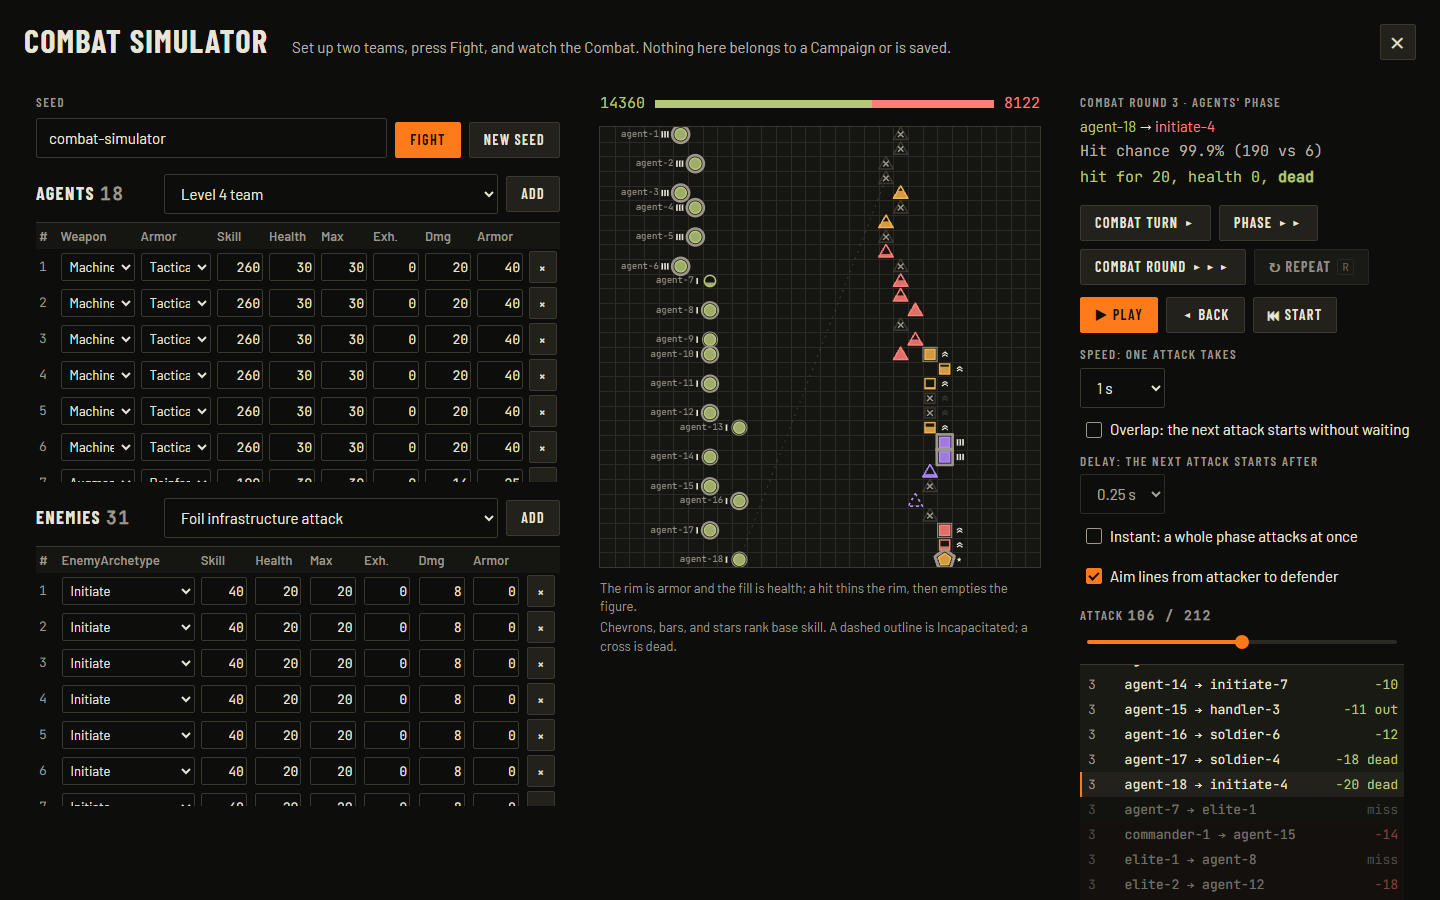 COMBAT SIMULATOR
Set up two teams, press Fight, and watch the Combat. Nothing here belongs to a Campaign or is saved.
SEED
combat-simulator
FIGHT
NEW SEED
AGENTS 18
Level 4 team
ADD
# Weapon Armor Skill Health Max Exh. Dmg Armor
1 Machine Tactica 260 30 30 0 20 40
2 Machine Tactica 260 30 30 0 20 40
3 Machine Tactica 260 30 30 0 20 40
4 Machine Tactica 260 30 30 0 20 40
5 Machine Tactica 260 30 30 0 20 40
6 Machine Tactica 260 30 30 0 20 40
ENEMIES 31
Foil infrastructure attack
ADD
# EnemyArchetype Skill Health Max Exh. Dmg Armor
1 Initiate 40 20 20 0 8 0
2 Initiate 40 20 20 0 8 0
3 Initiate 40 20 20 0 8 0
4 Initiate 40 20 20 0 8 0
5 Initiate 40 20 20 0 8 0
6 Initiate 40 20 20 0 8 0
14360 8122
agent-1
agent-2
agent-3
agent-4
agent-5
agent-6
agent-7
agent-8
agent-9
agent-10
agent-11
agent-12
agent-13
agent-14
agent-15
agent-16
agent-17
agent-18
The rim is armor and the fill is health; a hit thins the rim, then empties the
figure.
Chevrons, bars, and stars rank base skill. A dashed outline is Incapacitated; a
cross is dead.
COMBAT ROUND 3 · AGENTS' PHASE
agent-18 → initiate-4
Hit chance 99.9% (190 vs 6)
hit for 20, health 0, dead
COMBAT TURN ▸
PHASE ▸ ▸
COMBAT ROUND ▸ ▸ ▸
↻ REPEAT R
▶ PLAY
◂ BACK
⏮ START
SPEED: ONE ATTACK TAKES
1 s
Overlap: the next attack starts without waiting
DELAY: THE NEXT ATTACK STARTS AFTER
0.25 s
Instant: a whole phase attacks at once
Aim lines from attacker to defender
ATTACK 106 / 212
3 agent-14 → initiate-7 -10
3 agent-15 → handler-3 -11 out
3 agent-16 → soldier-6 -12
3 agent-17 → soldier-4 -18 dead
3 agent-18 → initiate-4 -20 dead
3 agent-7 → elite-1 miss
3 commander-1 → agent-15 -14
3 elite-1 → agent-8 miss
3 elite-2 → agent-12 -18